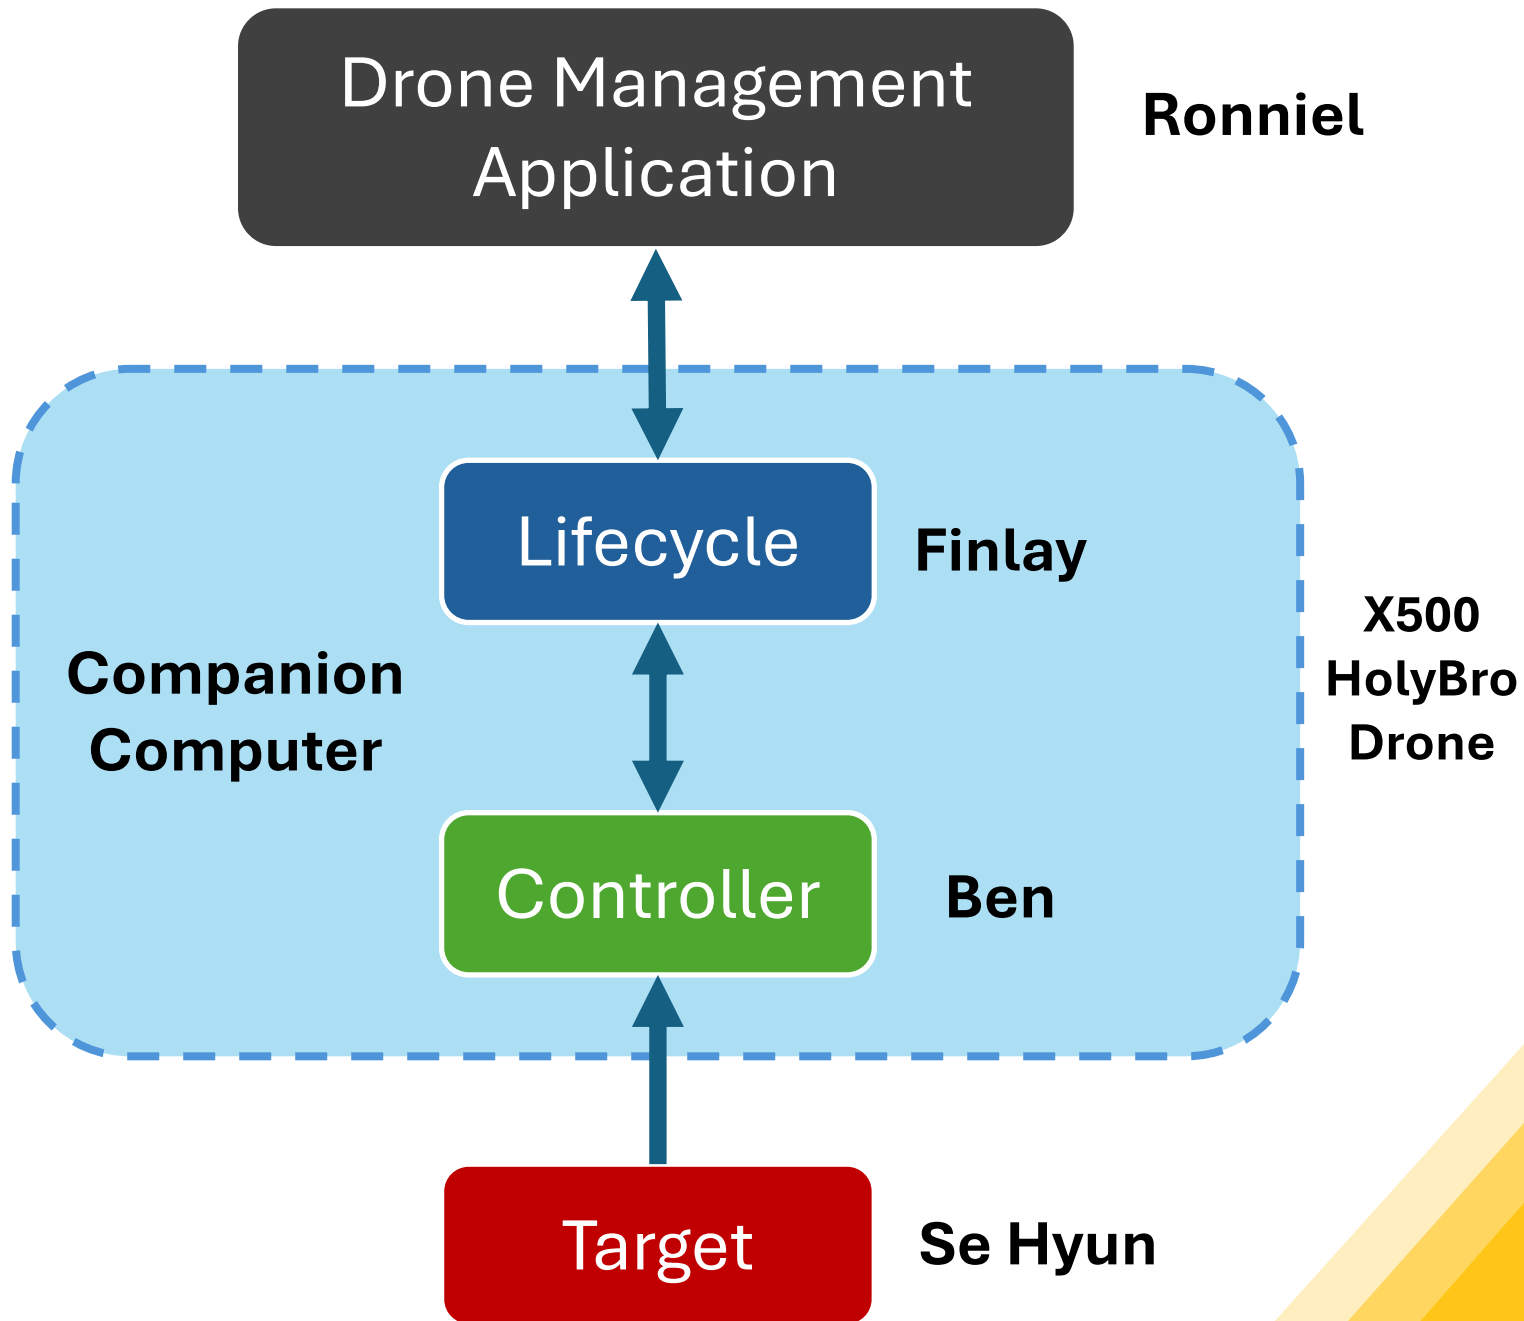 Drone Management
Application
Ronniel
Lifecycle
Finlay
Companion
Computer
X500
HolyBro
Drone
Controller
Ben
Target
Se Hyun